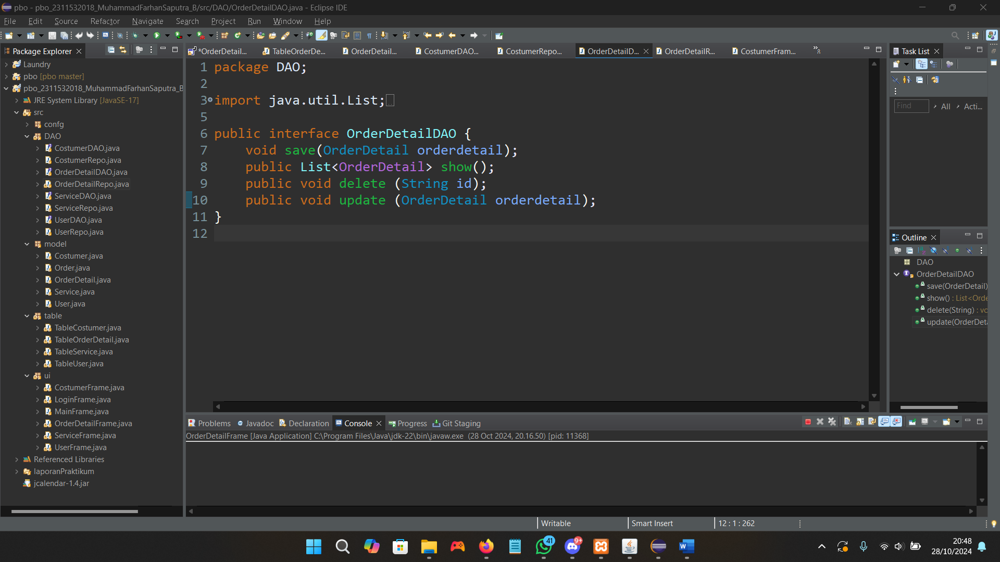 pbo - pbo_2311532018_MuhammadFarhanSaputra_B/src/DAO/OrderDetailDAO.java - Eclipse IDE
File Edit Source Refactor Navigate Search Project Run Window Help
Package Explorer
Laundry
pbo [pbo master]
pbo_2311532018_MuhammadFarhanSaputra_B
JRE System Library [JavaSE-17]
src
confg
DAO
CostumerDAO.java
CostumerRepo.java
OrderDetailDAO.java
OrderDetailRepo.java
ServiceDAO.java
ServiceRepo.java
UserDAO.java
UserRepo.java
model
Costumer.java
Order.java
OrderDetail.java
Service.java
User.java
table
TableCostumer.java
TableOrderDetail.java
TableService.java
TableUser.java
ui
CostumerFrame.java
LoginFrame.java
MainFrame.java
OrderDetailFrame.java
ServiceFrame.java
UserFrame.java
Referenced Libraries
laporanPraktikum
jcalendar-1.4.jar
*OrderDetail... TableOrderDe... OrderDetail... CostumerDAO... CostumerRepo... OrderDetailD... OrderDetailR... CostumerFram... »8
1 package DAO;
2
3 import java.util.List;
5
6 public interface OrderDetailDAO {
7 void save(OrderDetail orderdetail);
8 public List<OrderDetail> show();
9 public void delete (String id);
10 public void update (OrderDetail orderdetail);
11 }
12
Task List
Find All Acti...
Outline
DAO
OrderDetailDAO
save(OrderDetail)
show() : List<Orde
delete(String) : vo
update(OrderDeta
Problems Javadoc Declaration Console Progress Git Staging
OrderDetailFrame [Java Application] C:\Program Files\Java\jdk-22\bin\javaw.exe (28 Oct 2024, 20.16.50) [pid: 11368]
Writable Smart Insert 12 : 1 : 262
41
9+
20:48
28/10/2024